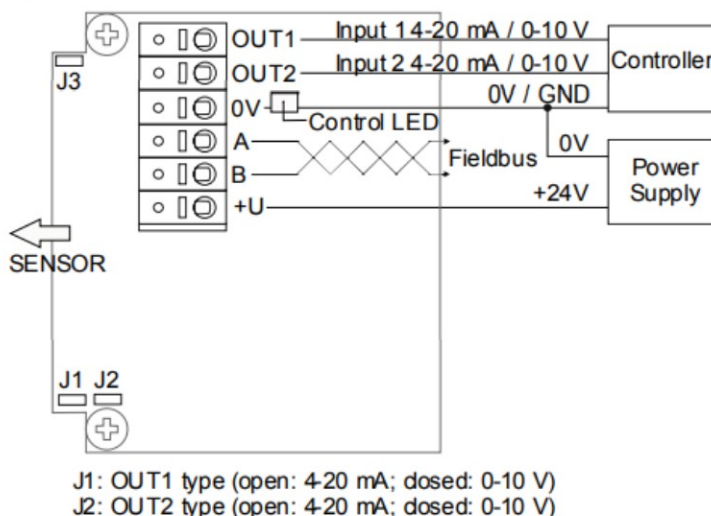 OUT1 Input 1 4-20 mA / 0-10 V
OUT2 Input 2 4-20 mA / 0-10 V
Controller
J3
0V 0V / GND
Control LED
A
0V
Fieldbus
B
Power
Supply
+U +24V
SENSOR
J1 J2
J1: OUT1 type (open: 4-20 mA; closed: 0-10 V)
J2: OUT2 type (open: 4-20 mA; closed: 0-10 V)